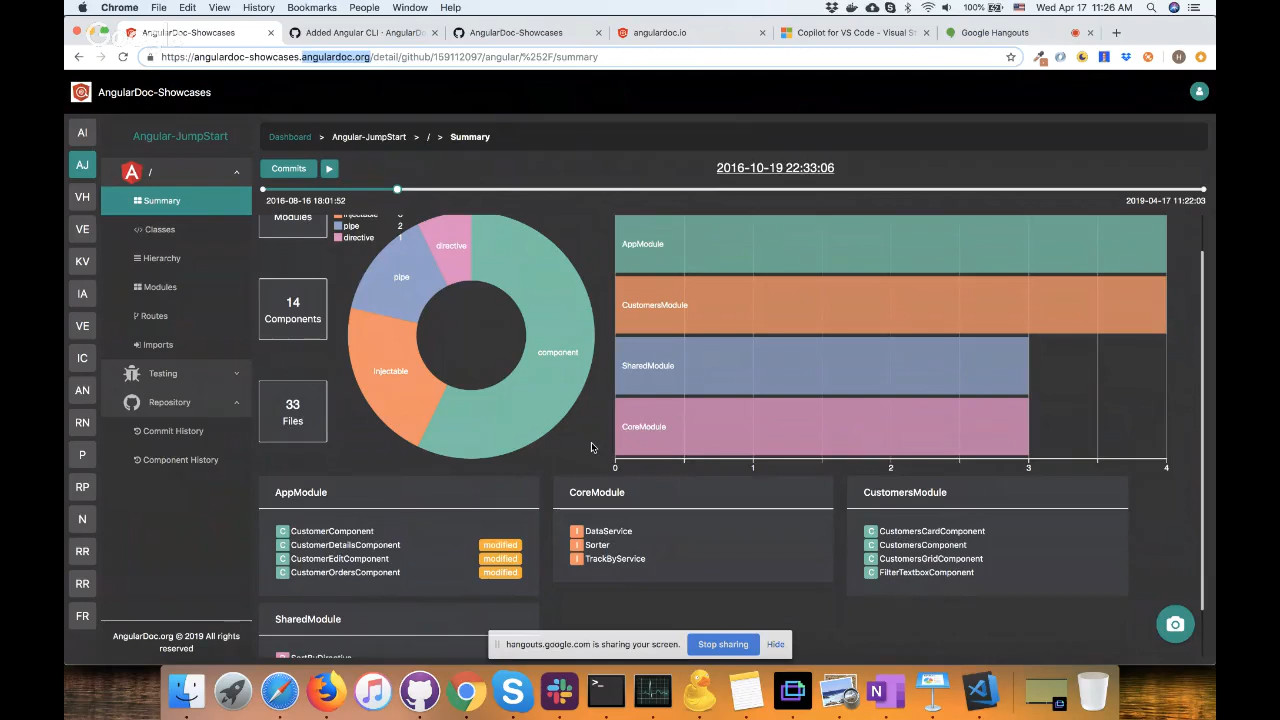 Chrome File Edit View History Bookmarks People Window Help
100% Wed Apr 17 11:26 AM
AngularDoc-Showcases
Added Angular CLI · AngularD
AngularDoc-Showcases
angulardoc.io
Copilot for VS Code - Visual St
Google Hangouts
https://angulardoc-showcases.angulardoc.org/detail/github/159112097/angular/%252F/summary
H
AngularDoc-Showcases
AI
AJ
VH
VE
KV
IA
VE
IC
AN
RN
P
RP
N
RR
RR
FR
Angular-JumpStart
/
Summary
Classes
Hierarchy
Modules
Routes
Imports
Testing
Repository
Commit History
Component History
AngularDoc.org © 2019 All rights
reserved
Dashboard > Angular-JumpStart > / > Summary
Commits
2016-10-19 22:33:06
2016-08-16 18:01:52
2019-04-17 11:22:03
Modules
14
Components
33
Files
pipe 2
directive 1
directive
pipe
injectable
component
AppModule
CustomersModule
SharedModule
CoreModule
0 1 2 3 4
AppModule
C CustomerComponent
C CustomerDetailsComponent modified
C CustomerEditComponent modified
C CustomerOrdersComponent modified
CoreModule
I DataService
I Sorter
I TrackByService
CustomersModule
C CustomersCardComponent
C CustomersComponent
C CustomersGridComponent
C FilterTextboxComponent
SharedModule
hangouts.google.com is sharing your screen. Stop sharing Hide